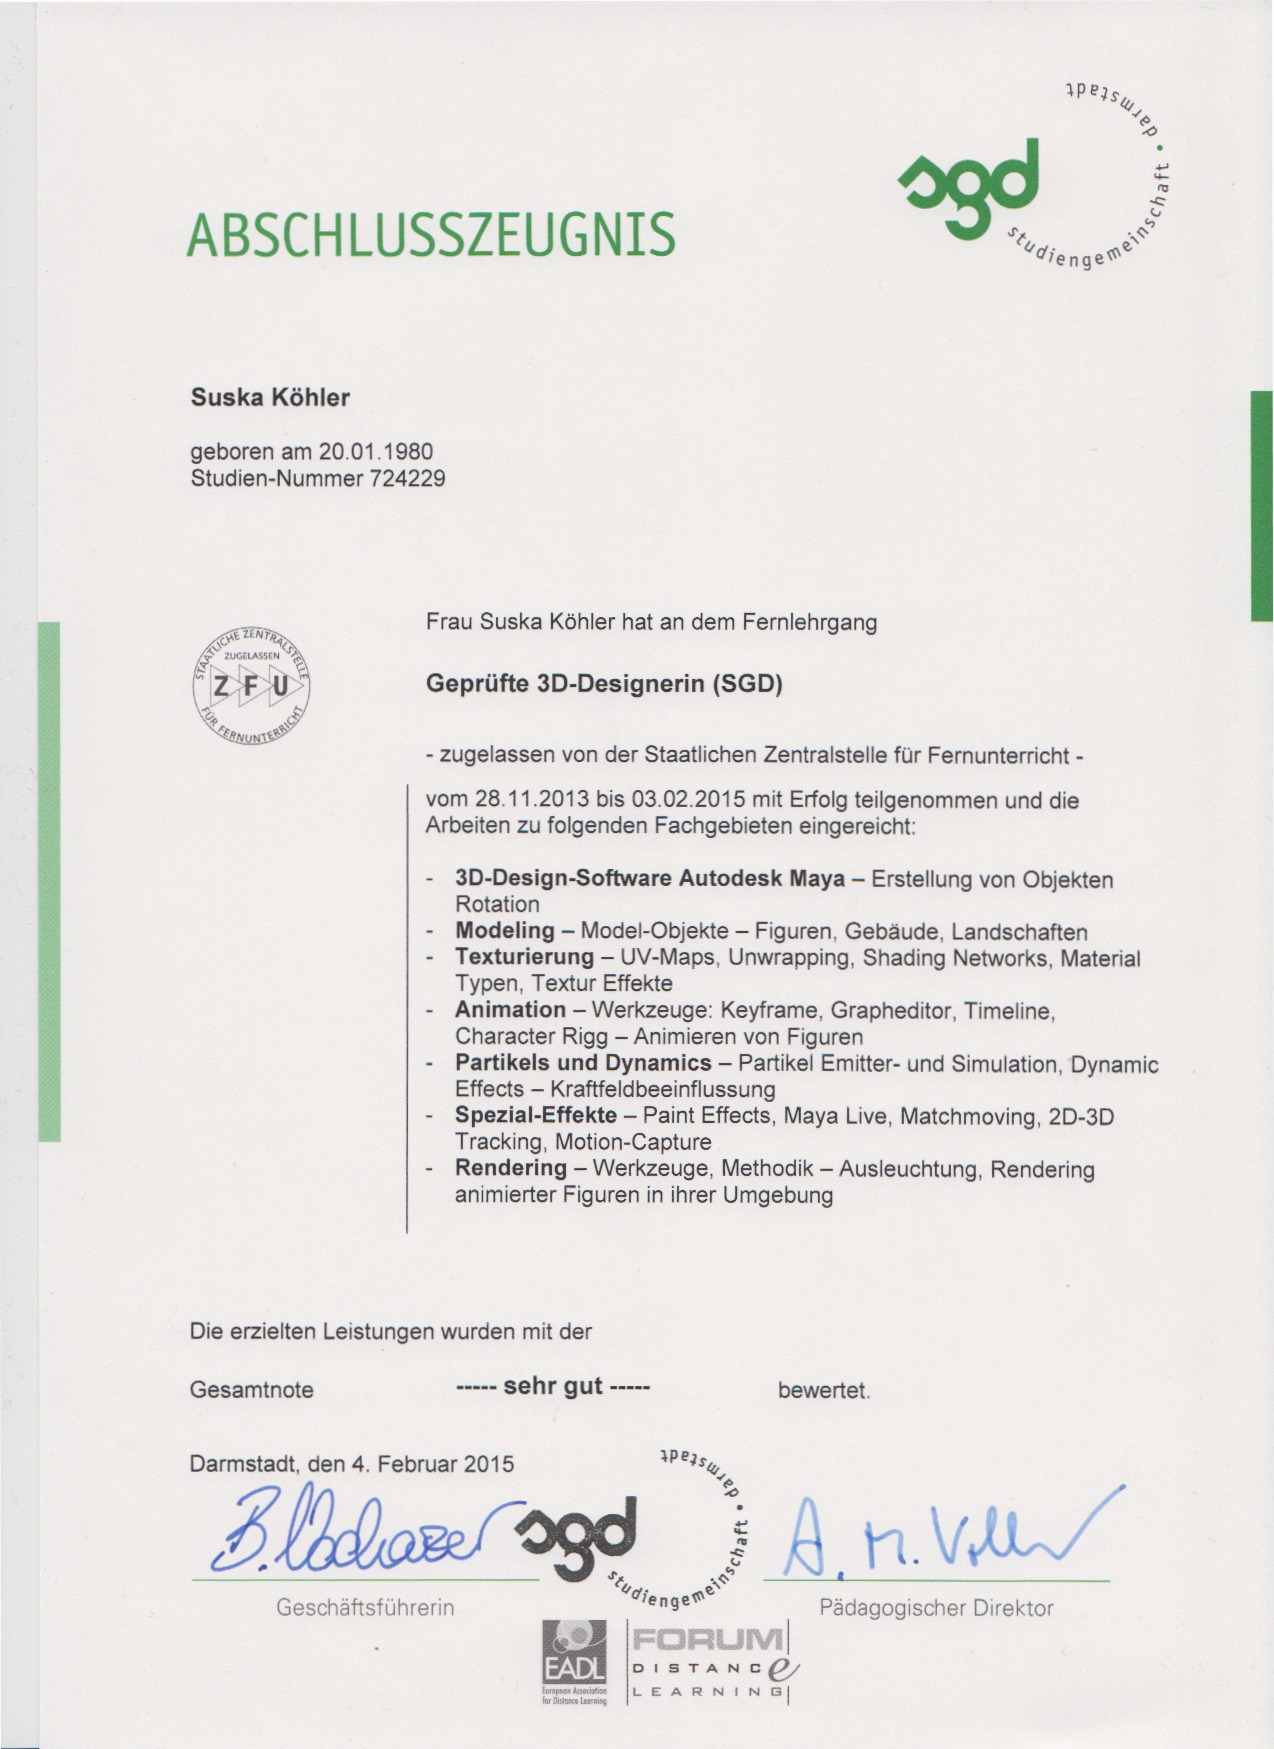 darmstadt • studiengemeinschaft
sgd
ABSCHLUSSZEUGNIS
Suska Köhler
geboren am 20.01.1980
Studien-Nummer 724229
STAATLICHE ZENTRALSTELLE
ZUGELASSEN
ZFU
FÜR FERNUNTERRICHT
Frau Suska Köhler hat an dem Fernlehrgang
Geprüfte 3D-Designerin (SGD)
- zugelassen von der Staatlichen Zentralstelle für Fernunterricht -
vom 28.11.2013 bis 03.02.2015 mit Erfolg teilgenommen und die
Arbeiten zu folgenden Fachgebieten eingereicht:
- 3D-Design-Software Autodesk Maya – Erstellung von Objekten
Rotation
- Modeling – Model-Objekte – Figuren, Gebäude, Landschaften
- Texturierung – UV-Maps, Unwrapping, Shading Networks, Material
Typen, Textur Effekte
- Animation – Werkzeuge: Keyframe, Grapheditor, Timeline,
Character Rigg – Animieren von Figuren
- Partikels und Dynamics – Partikel Emitter- und Simulation, Dynamic
Effects – Kraftfeldbeeinflussung
- Spezial-Effekte – Paint Effects, Maya Live, Matchmoving, 2D-3D
Tracking, Motion-Capture
- Rendering – Werkzeuge, Methodik – Ausleuchtung, Rendering
animierter Figuren in ihrer Umgebung
Die erzielten Leistungen wurden mit der
Gesamtnote ----- sehr gut ----- bewertet.
Darmstadt, den 4. Februar 2015
darmstadt • studiengemeinschaft
sgd
B.
A. M.
Geschäftsführerin
Pädagogischer Direktor
EADL
European Association
for Distance Learning
FORUM
DISTANCe
LEARNING